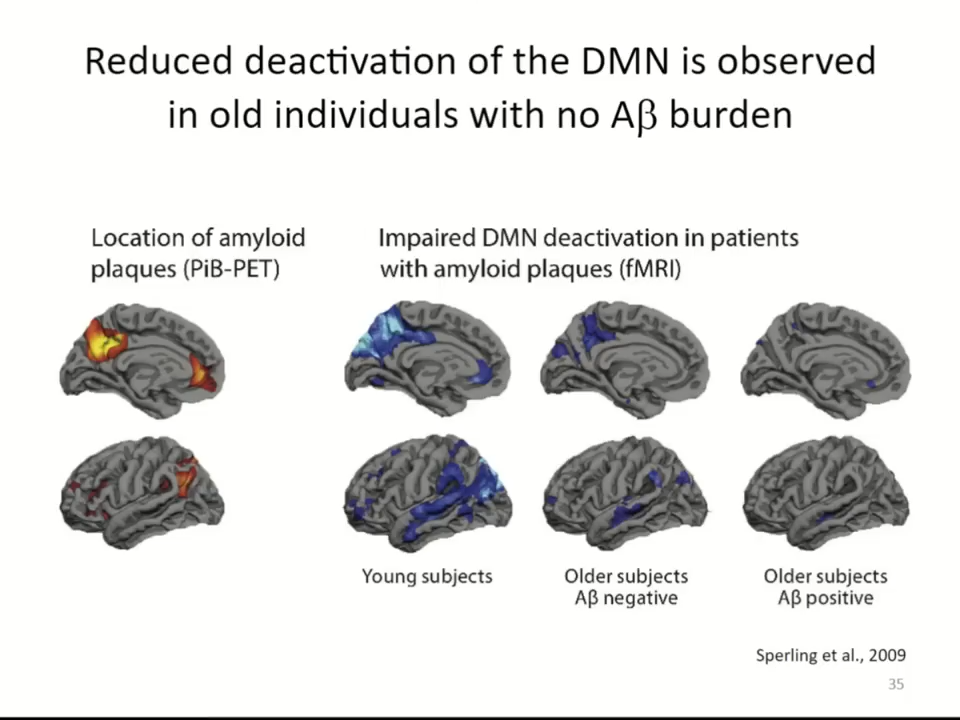 Reduced deactivation of the DMN is observed
in old individuals with no Aβ burden
Location of amyloid
plaques (PiB-PET)
Impaired DMN deactivation in patients
with amyloid plaques (fMRI)
Young subjects
Older subjects
Aβ negative
Older subjects
Aβ positive
Sperling et al., 2009
35